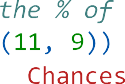 the % of
(11, 9))
Chances